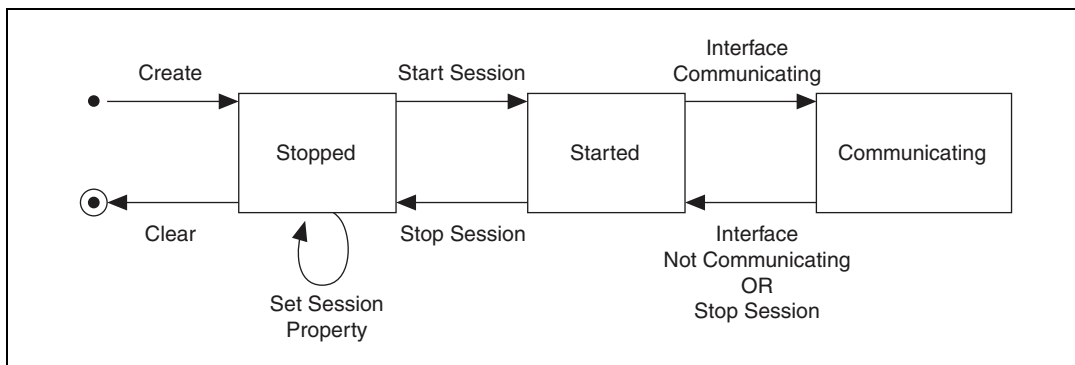 Create
Start Session
Interface
Communicating
Stopped
Started
Communicating
Clear
Stop Session
Interface
Not Communicating
OR
Stop Session
Set Session
Property